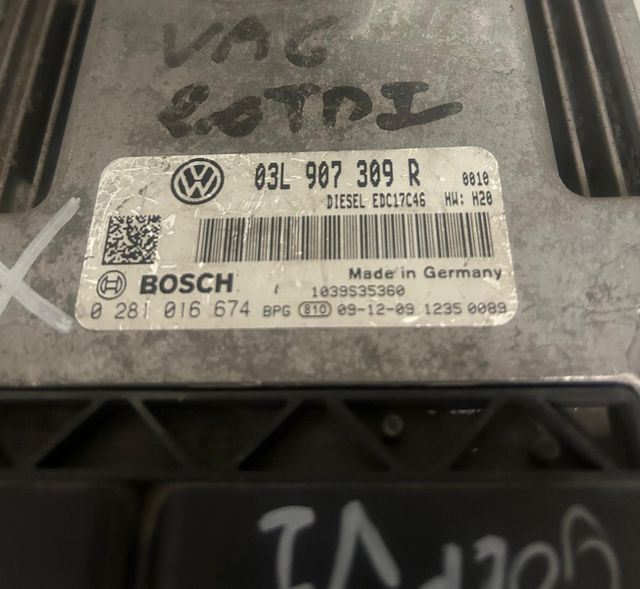 VAG
2.0TDI
03L 907 309 R 0010
DIESEL EDC17C46 HW: H20
BOSCH
Made in Germany
1039S35360
0 281 016 674 BPG 810 09-12-09 1235 0089
GOLF VI